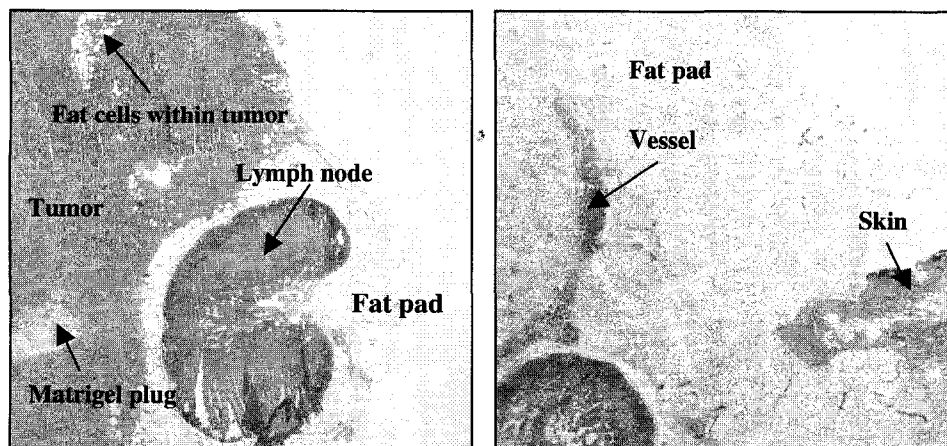 Fat cells within tumor
Lymph node
Tumor
Fat pad
Matrigel plug
Fat pad
Vessel
Skin